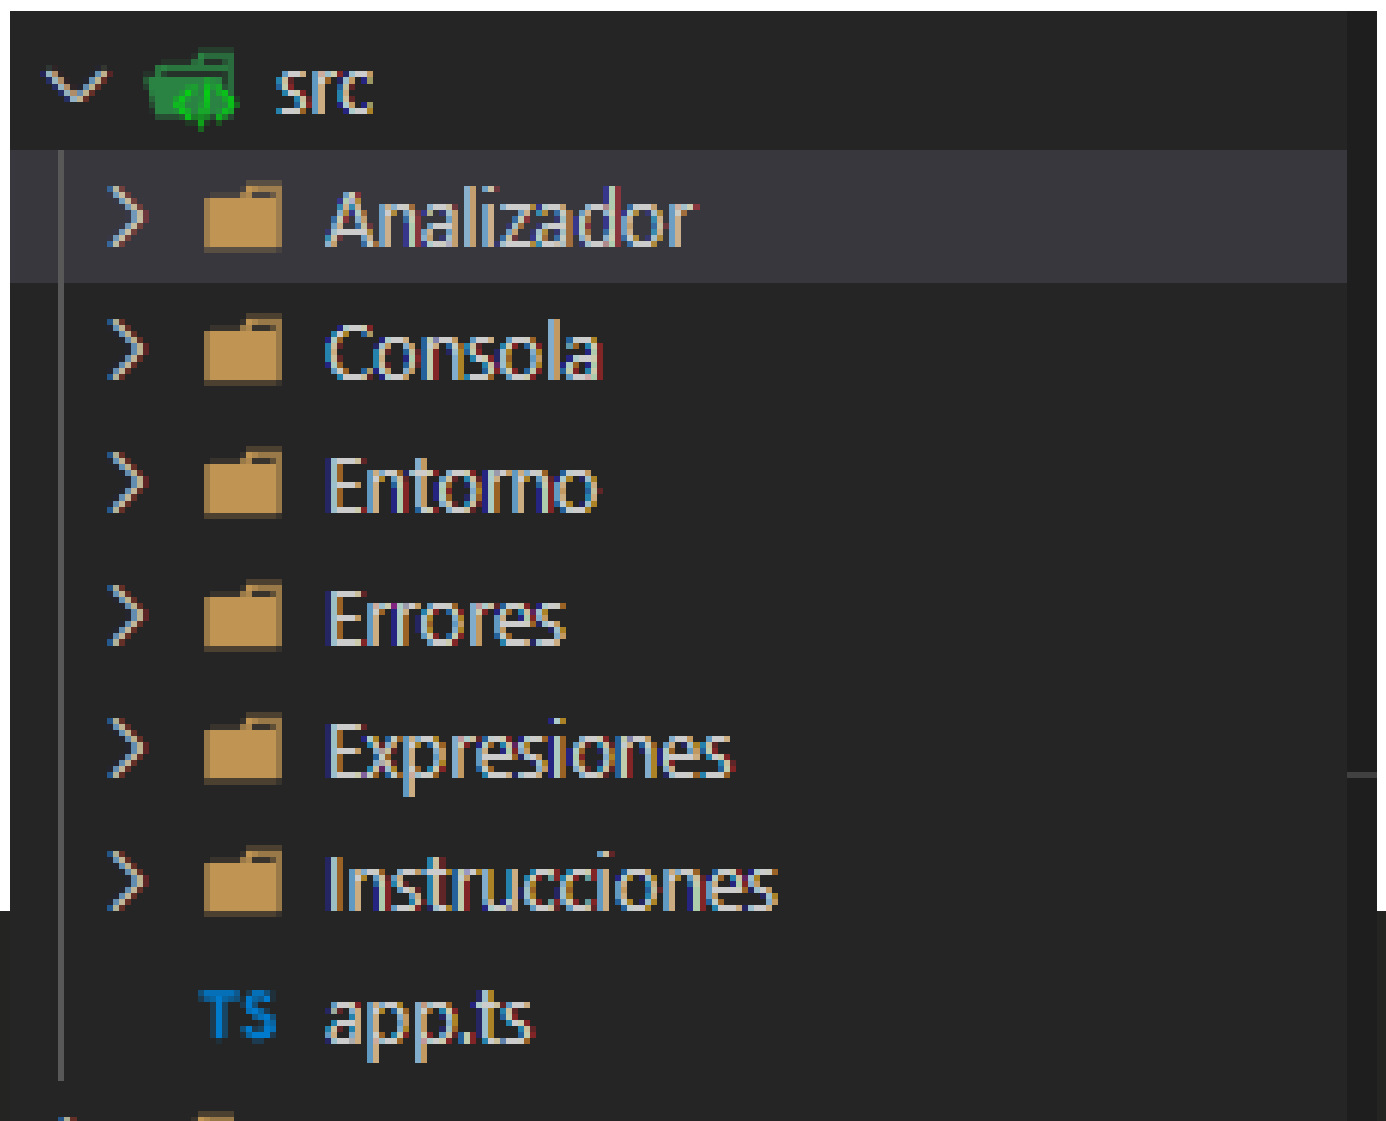 src
Analizador
Consola
Entorno
Errores
Expresiones
Instrucciones
TS app.ts